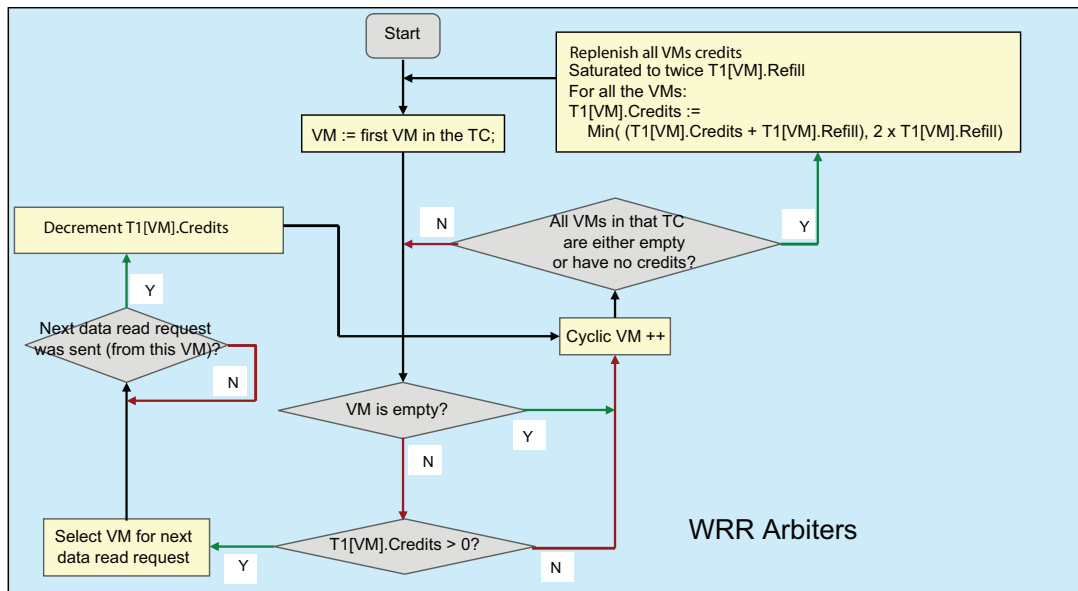 Start
Replenish all VMs credits
Saturated to twice T1[VM].Refill
For all the VMs:
T1[VM].Credits :=
Min( (T1[VM].Credits + T1[VM].Refill), 2 x T1[VM].Refill)
VM := first VM in the TC;
Decrement T1[VM].Credits
N
All VMs in that TC
are either empty
or have no credits?
Y
Y
Next data read request
was sent (from this VM)?
N
Cyclic VM ++
VM is empty?
Y
N
Select VM for next
data read request
Y
T1[VM].Credits > 0?
N
WRR Arbiters